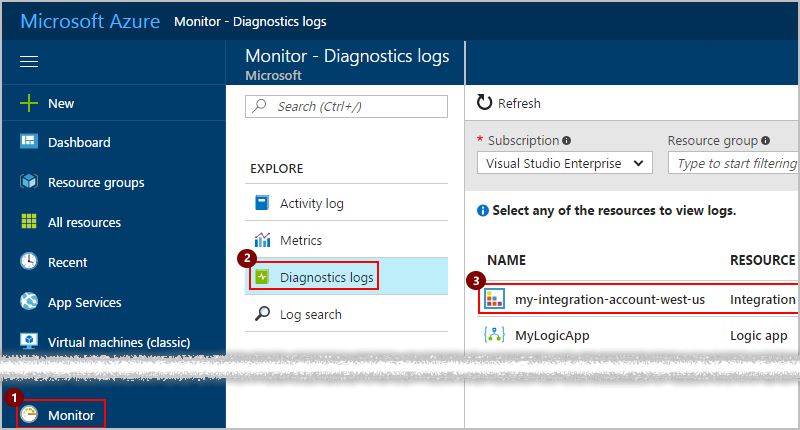 Microsoft Azure Monitor - Diagnostics logs
New
Dashboard
Resource groups
All resources
Recent
App Services
Virtual machines (classic)
1
Monitor
Monitor - Diagnostics logs
Microsoft
Search (Ctrl+/)
EXPLORE
Activity log
Metrics
2
Diagnostics logs
Log search
Refresh
* Subscription
Resource group
Visual Studio Enterprise
Type to start filtering
Select any of the resources to view logs.
NAME RESOURCE
3
my-integration-account-west-us Integration
MyLogicApp Logic app